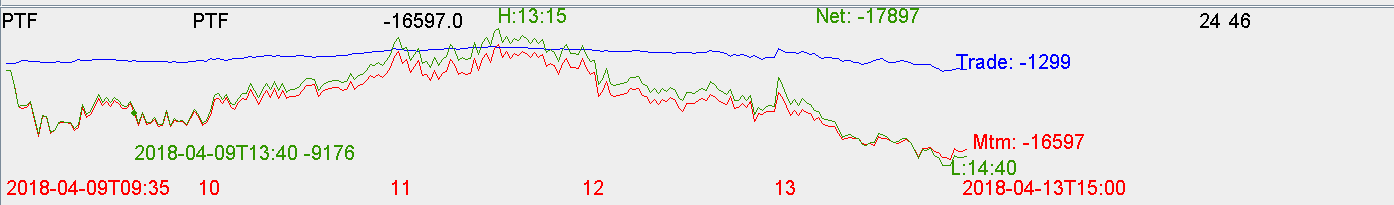 PTF PTF -16597.0 H:13:15 Net: -17897 24 46
Trade: -1299
Mtm: -16597
2018-04-09T13:40 -9176
L:14:40
2018-04-09T09:35 10 11 12 13 2018-04-13T15:00